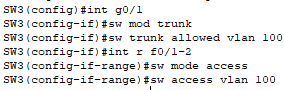 SW3(config)#int g0/1
SW3(config-if)#sw mod trunk
SW3(config-if)#sw trunk allowed vlan 100
SW3(config-if)#int r f0/1-2
SW3(config-if-range)#sw mode access
SW3(config-if-range)#sw access vlan 100